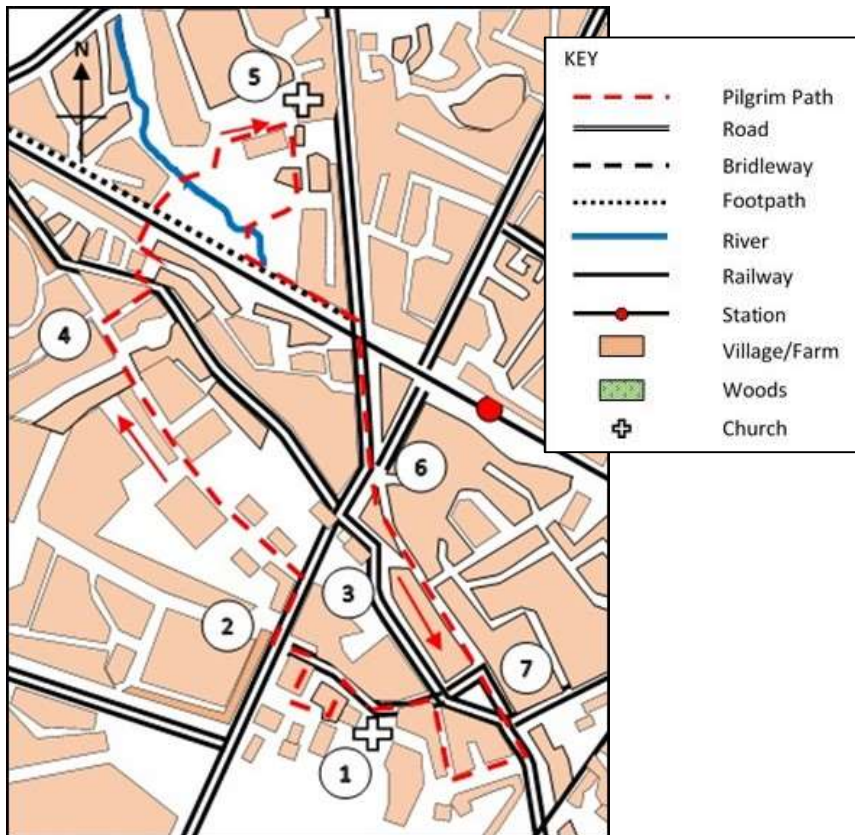 N
5
4
6
3
2
7
1
KEY
Pilgrim Path
Road
Bridleway
Footpath
River
Railway
Station
Village/Farm
Woods
Church